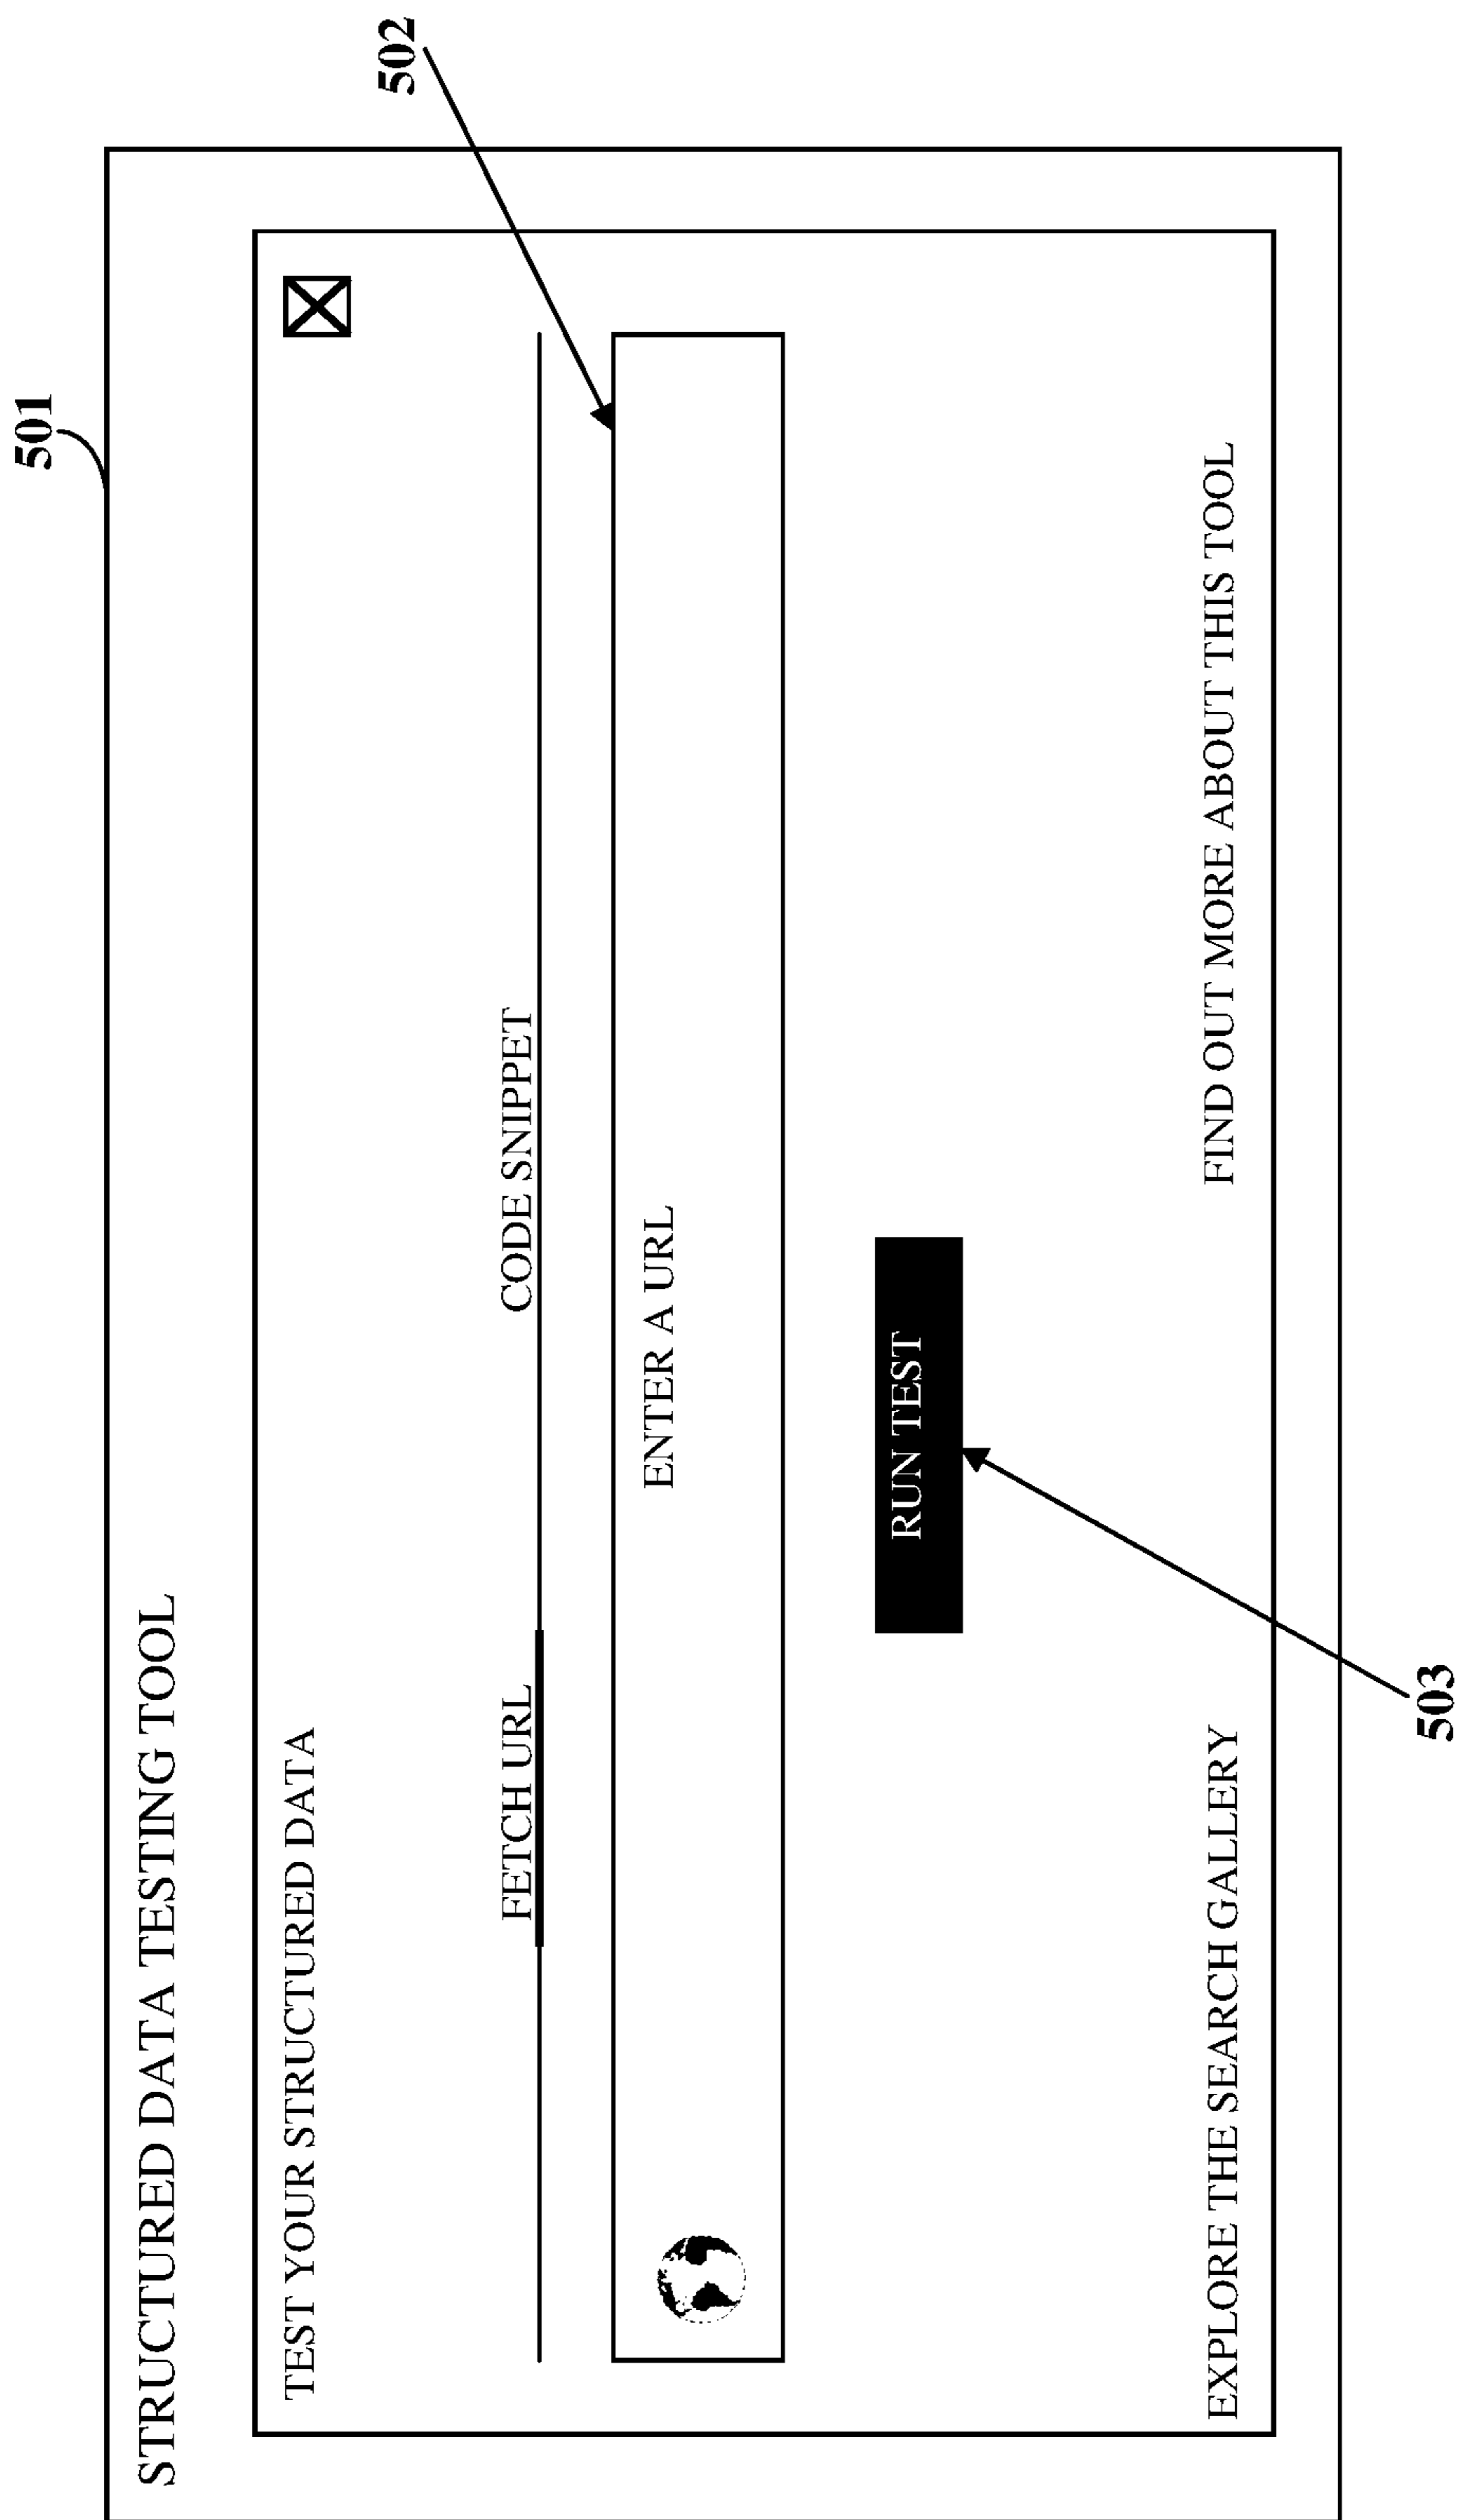 501
502
STRUCTURED DATA TESTING TOOL
TEST YOUR STRUCTURED DATA
FETCH URL
CODE SNIPPET
ENTER A URL
RUN TEST
EXPLORE THE SEARCH GALLERY
FIND OUT MORE ABOUT THIS TOOL
503